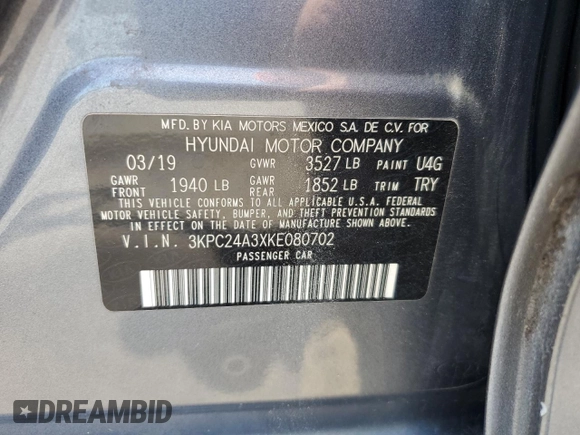 MFD. BY KIA MOTORS MEXICO S.A. DE C.V. FOR
HYUNDAI MOTOR COMPANY
03/19 GVWR 3527 LB PAINT U4G
GAWR FRONT 1940 LB GAWR REAR 1852 LB TRIM TRY
THIS VEHICLE CONFORMS TO ALL APPLICABLE U.S.A. FEDERAL
MOTOR VEHICLE SAFETY, BUMPER, AND THEFT PREVENTION STANDARDS
IN EFFECT ON THE DATE OF MANUFACTURE SHOWN ABOVE.
V.I.N. 3KPC24A3XKE080702
PASSENGER CAR
DREAMBID